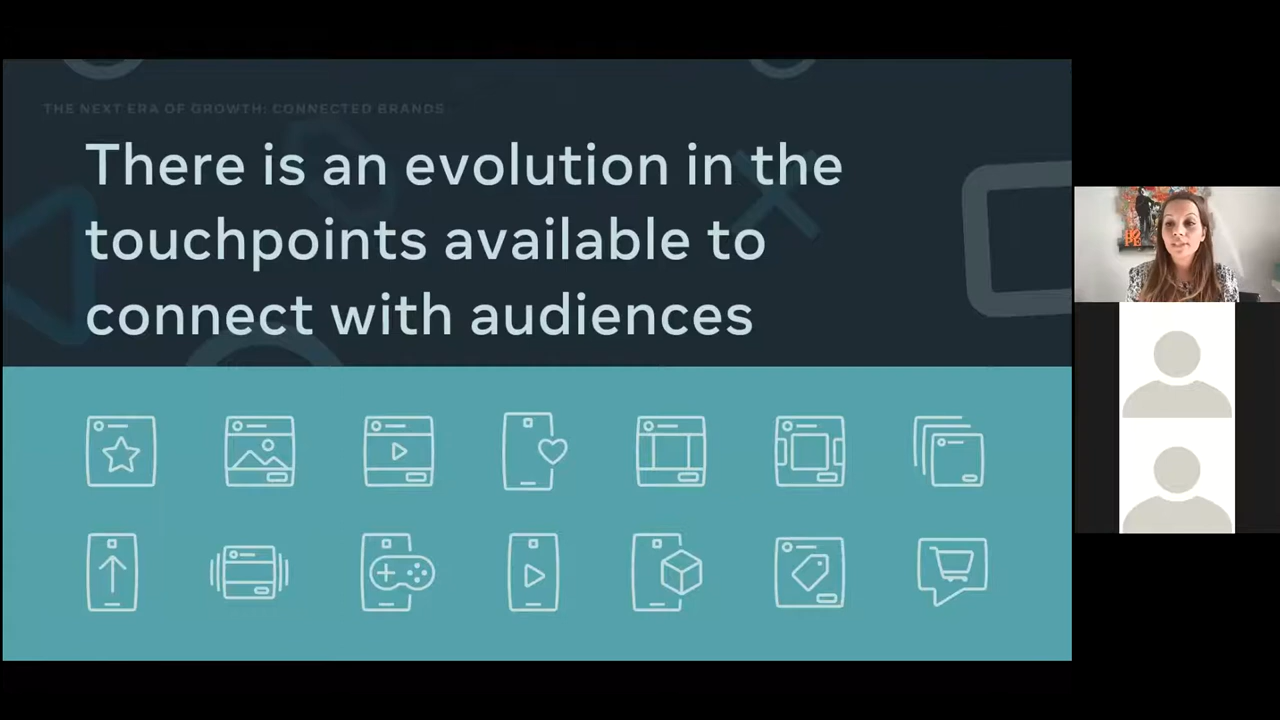 THE NEXT ERA OF GROWTH: CONNECTED BRANDS
There is an evolution in the
touchpoints available to
connect with audiences